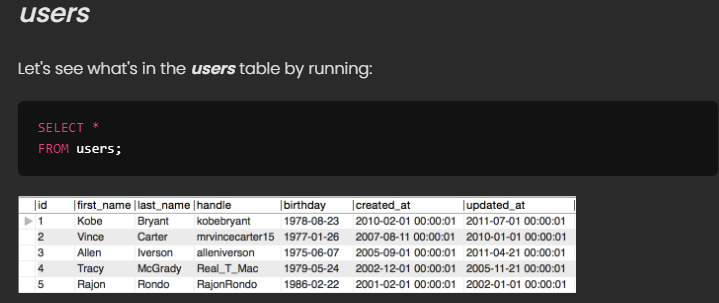 users
Let's see what's in the users table by running:
SELECT *
FROM users;
id first_name last_name handle birthday created_at updated_at
1 Kobe Bryant kobebryant 1978-08-23 2010-02-01 00:00:01 2011-07-01 00:00:01
2 Vince Carter mrvincecarter15 1977-01-26 2007-08-11 00:00:01 2010-01-01 00:00:01
3 Allen Iverson alleniverson 1975-06-07 2005-09-01 00:00:01 2011-04-21 00:00:01
4 Tracy McGrady Real_T_Mac 1979-05-24 2002-12-01 00:00:01 2005-11-21 00:00:01
5 Rajon Rondo RajonRondo 1986-02-22 2001-02-01 00:00:01 2002-01-01 00:00:01